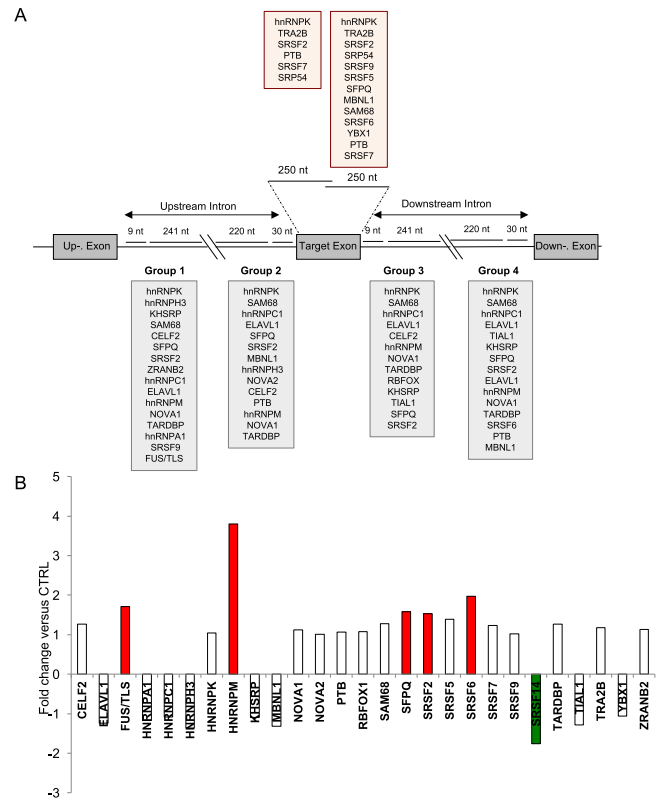 A
hnRNPK
TRA2B
SRSF2
PTB
SRSF7
SRP54
hnRNPK
TRA2B
SRSF2
SRP54
SRSF9
SRSF5
SFPQ
MBNL1
SAM68
SRSF6
YBX1
PTB
SRSF7
250 nt
250 nt
Upstream Intron
Downstream Intron
9 nt
241 nt
220 nt
30 nt
9 nt
241 nt
220 nt
30 nt
Up-. Exon
Target Exon
Down-. Exon
Group 1
Group 2
Group 3
Group 4
hnRNPK
hnRNPH3
KHSRP
SAM68
CELF2
SFPQ
SRSF2
ZRANB2
hnRNPC1
ELAVL1
hnRNPM
NOVA1
TARDBP
hnRNPA1
SRSF9
FUS/TLS
hnRNPK
SAM68
hnRNPC1
ELAVL1
SFPQ
SRSF2
MBNL1
hnRNPH3
NOVA2
CELF2
PTB
hnRNPM
NOVA1
TARDBP
hnRNPK
SAM68
hnRNPC1
ELAVL1
CELF2
hnRNPM
NOVA1
TARDBP
RBFOX
KHSRP
TIAL1
SFPQ
SRSF2
hnRNPK
SAM68
hnRNPC1
ELAVL1
TIAL1
KHSRP
SFPQ
SRSF2
ELAVL1
hnRNPM
NOVA1
TARDBP
SRSF6
PTB
MBNL1
B
Fold change versus CTRL
5
4
3
2
1
0
-1
-2
-3
CELF2
ELAVL1
FUS/TLS
HNRNPA1
HNRNPC1
HNRNPH3
HNRNPK
HNRNPM
KHSRP
MBNL1
NOVA1
NOVA2
PTB
RBFOX1
SAM68
SFPQ
SRSF2
SRSF5
SRSF6
SRSF7
SRSF9
SRSF14
TARDBP
TIAL1
TRA2B
YBX1
ZRANB2